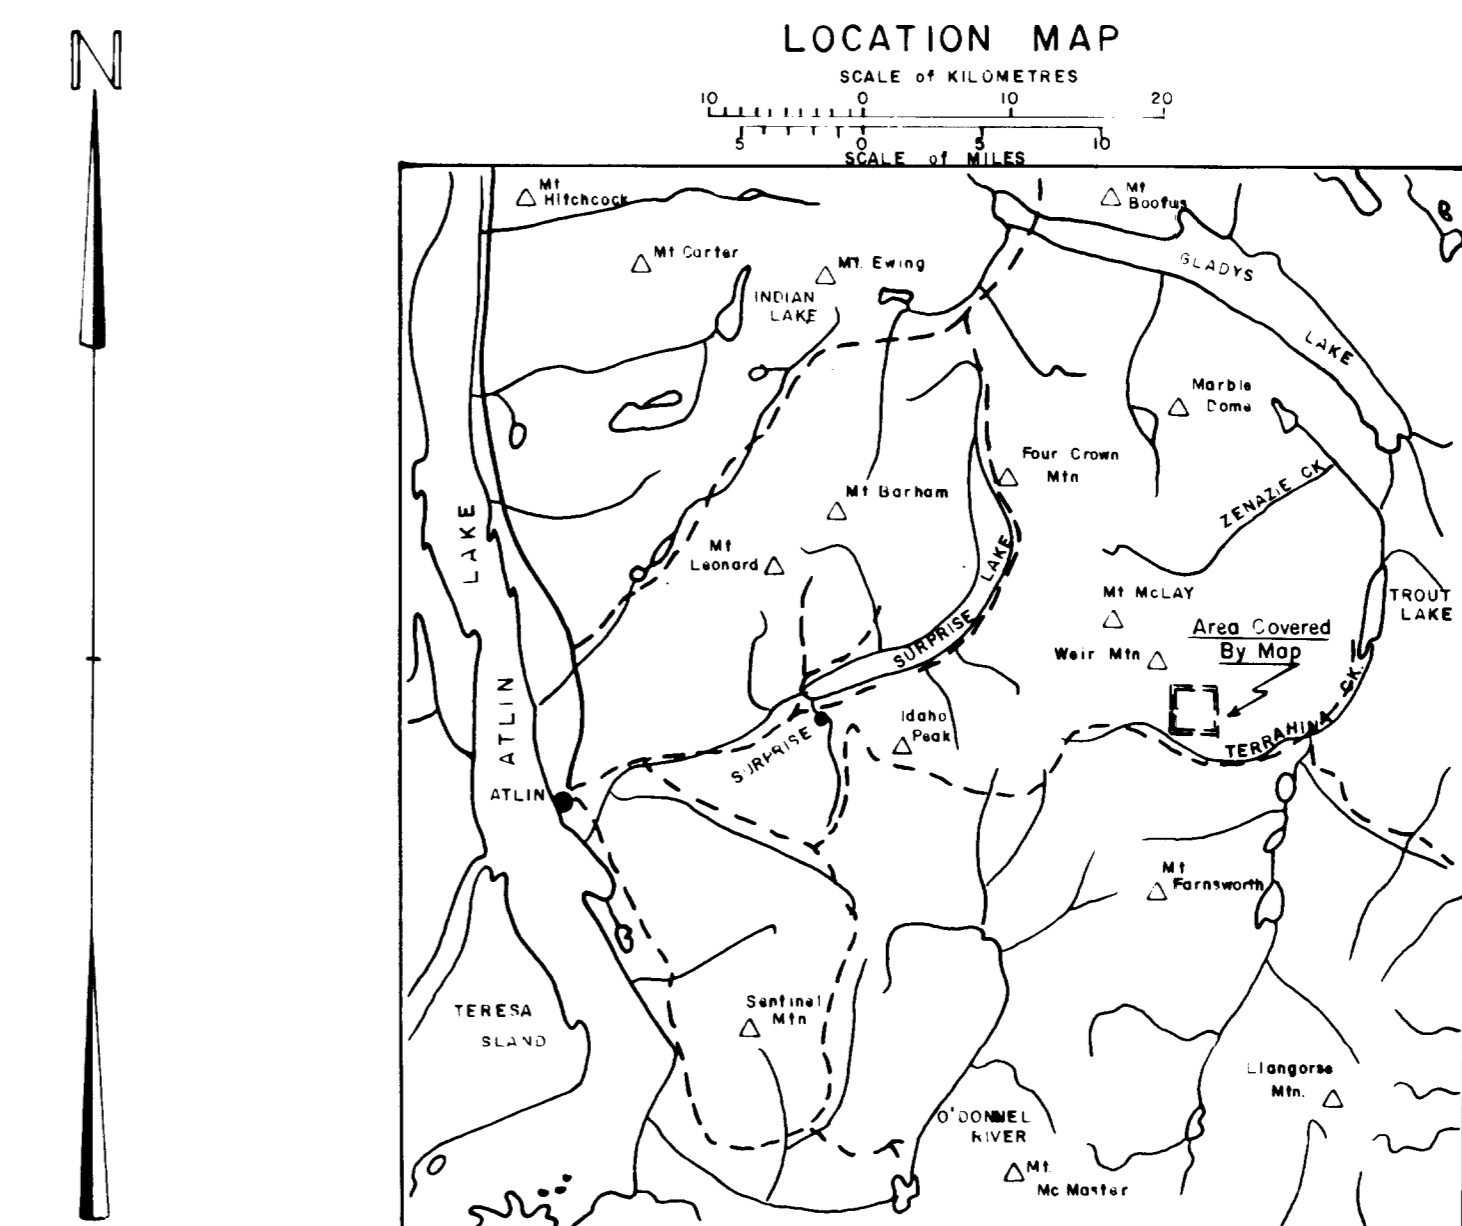 N
LOCATION MAP
SCALE of KILOMETRES
10 0 10 20
5 0 5 10
SCALE of MILES
Mt
Hitchcock
Mt Carter
Mt. Ewing
INDIAN
LAKE
Mt
Boofus
B
GLADYS
LAKE
Marble
Dome
Four Crown
Mtn
ZENAZIE CK
Mt Barham
Mt
Leonard
ATLIN LAKE
SURPRISE LAKE
Mt McLAY
TROUT
LAKE
Area Covered
By Map
Weir Mtn
TERRAHINA CK.
Idaho
Peak
SURPRISE
ATLIN
Mt
Farnsworth
TERESA
SLAND
Sentinel
Mtn
Llangorse
Mtn.
O'DONNEL
RIVER
Mt.
McMaster